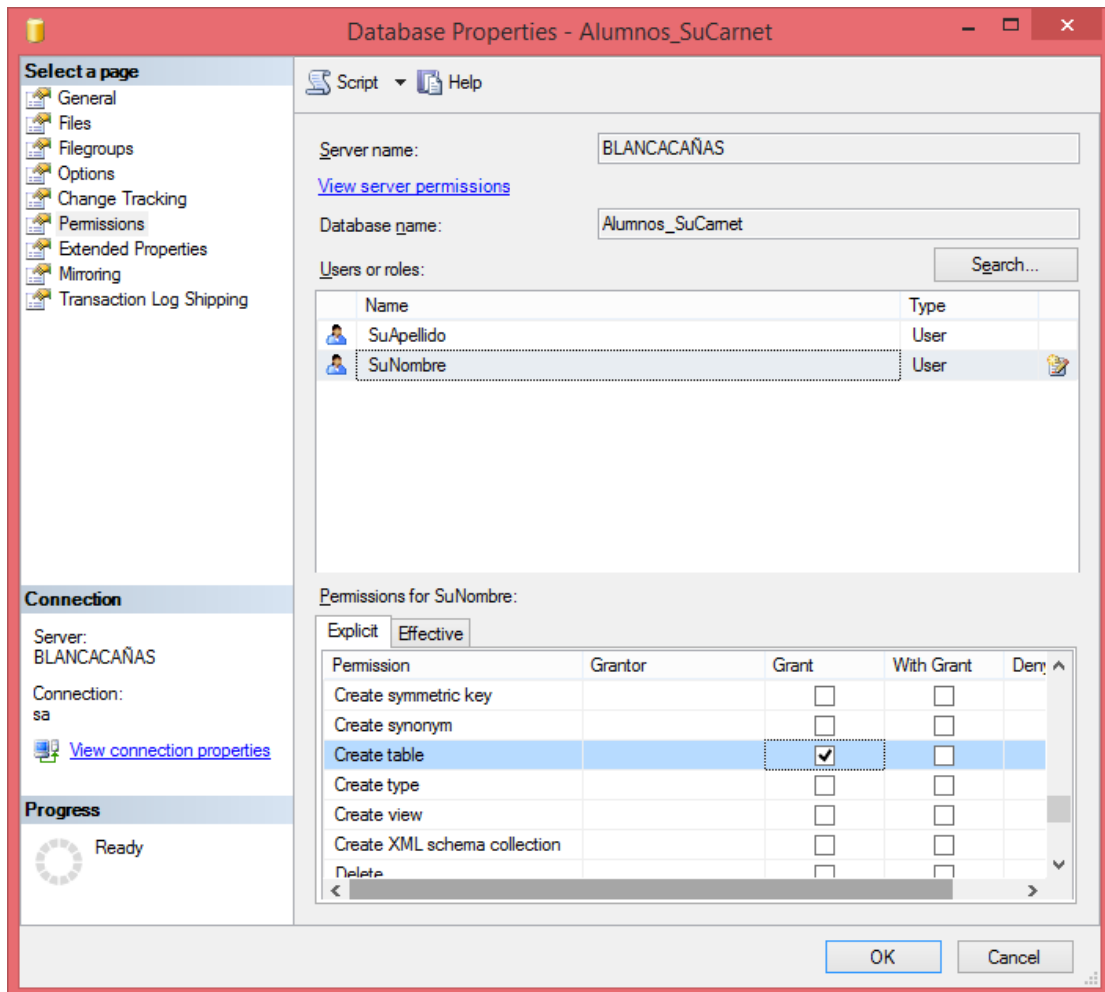 Database Properties - Alumnos_SuCarnet
Select a page
General
Files
Filegroups
Options
Change Tracking
Permissions
Extended Properties
Mirroring
Transaction Log Shipping
Script Help
Server name: BLANCACAÑAS
View server permissions
Database name: Alumnos_SuCarnet
Users or roles: Search...
Name Type
SuApellido User
SuNombre User
Connection
Server:
BLANCACAÑAS
Connection:
sa
View connection properties
Progress
Ready
Permissions for SuNombre:
Explicit Effective
Permission Grantor Grant With Grant Deny
Create symmetric key
Create synonym
Create table
Create type
Create view
Create XML schema collection
Delete
OK Cancel